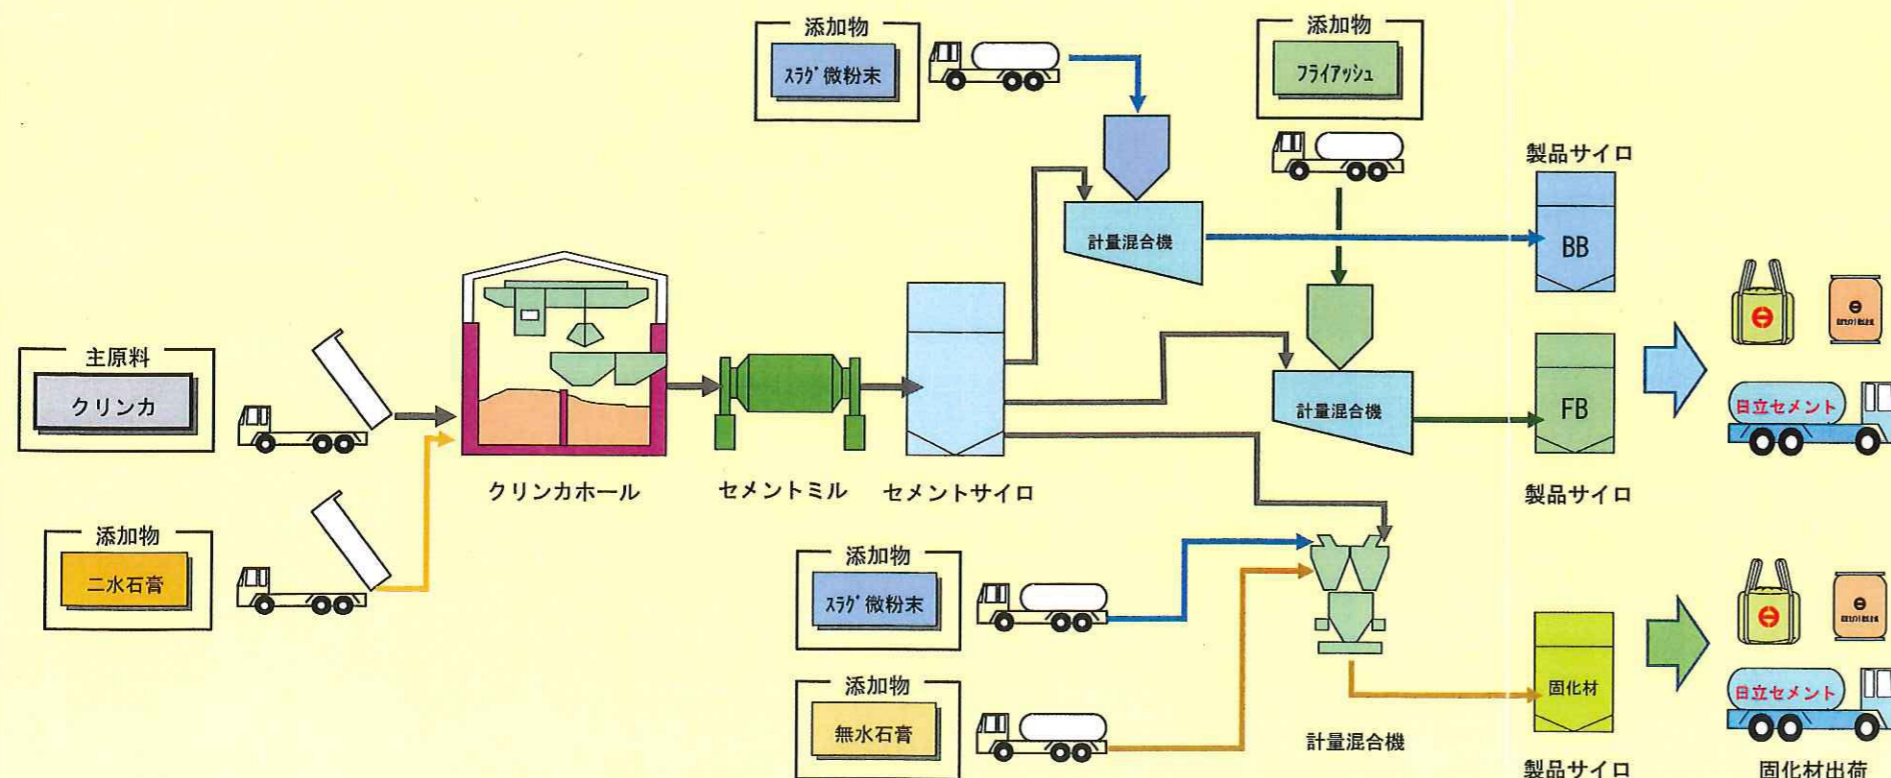 添加物
スラグ微粉末
添加物
フライアッシュ
製品サイロ
計量混合機
BB
主原料
クリンカ
計量混合機
FB
日立セメント
クリンカホール
セメントミル
セメントサイロ
製品サイロ
添加物
二水石膏
添加物
スラグ微粉末
添加物
無水石膏
固化材
日立セメント
計量混合機
製品サイロ
固化材出荷